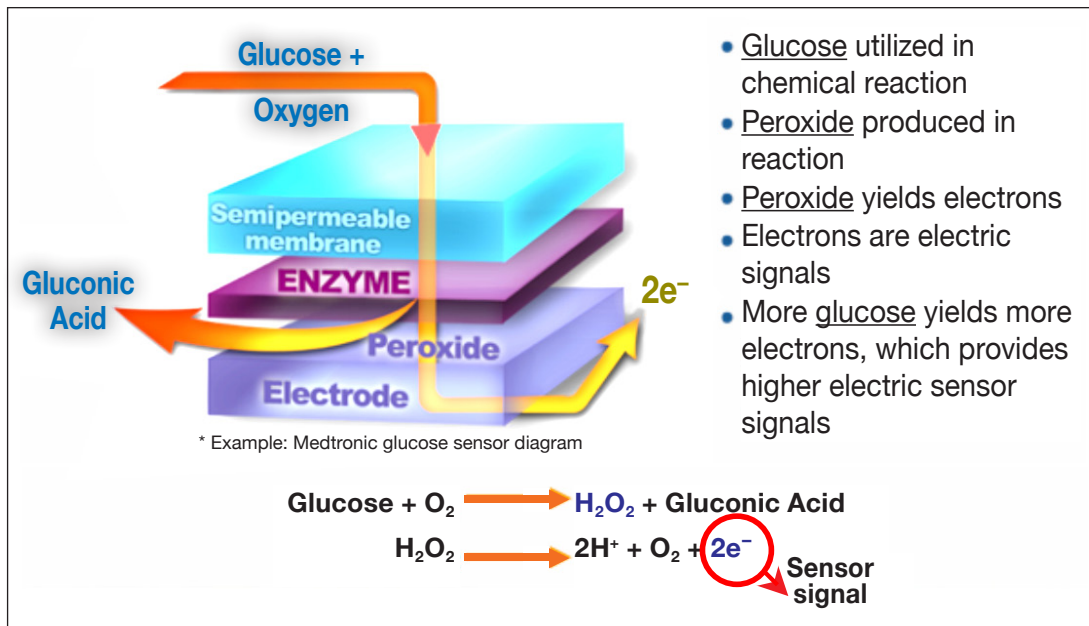 Glucose +
Oxygen
Semipermeable
membrane
ENZYME
Gluconic
Acid
2e⁻
Peroxide
Electrode
* Example: Medtronic glucose sensor diagram
• Glucose utilized in
chemical reaction
• Peroxide produced in
reaction
• Peroxide yields electrons
• Electrons are electric
signals
• More glucose yields more
electrons, which provides
higher electric sensor
signals
Glucose + O₂ → H₂O₂ + Gluconic Acid
H₂O₂ → 2H⁺ + O₂ + 2e⁻
Sensor
signal